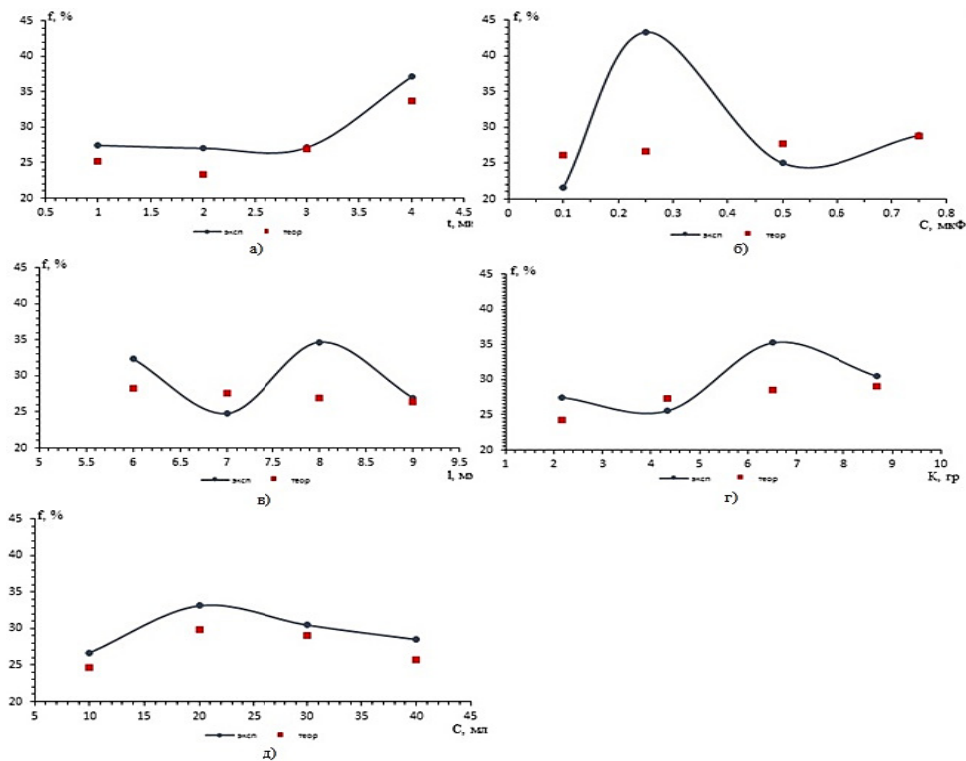 f, %
45
40
35
30
25
20
0.5 1 1.5 2 2.5 3 3.5 4 4.5
t, ми
эксп теор
а)
f, %
45
40
35
30
25
20
0 0.1 0.2 0.3 0.4 0.5 0.6 0.7 0.8
С, мкФ
эксп теор
б)
f, %
45
40
35
30
25
20
5 5.5 6 6.5 7 7.5 8 8.5 9 9.5
эксп теор
в)
f, %
45
40
35
30
25
20
1 2 3 4 5 6 7 8 9 10
К, гр
эксп теор
г)
f, %
45
40
35
30
25
20
5 10 15 20 25 30 35 40 45
С, мл
эксп теор
д)